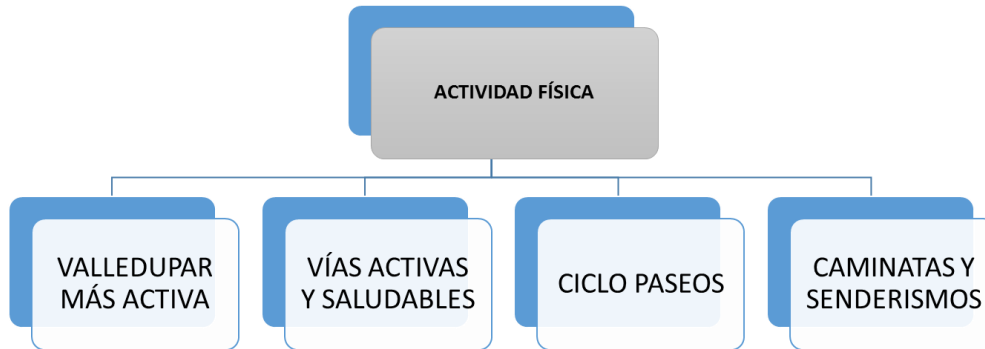 ACTIVIDAD FÍSICA
VALLEDUPAR
MÁS ACTIVA
VÍAS ACTIVAS
Y SALUDABLES
CICLO PASEOS
CAMINATAS Y
SENDERISMOS